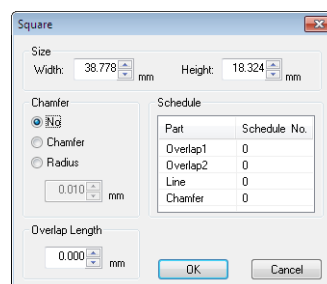 Square
Size
Width: 38.778 mm Height: 18.324 mm
Chamfer
No
Chamfer
Radius
0.010 mm
Schedule
Part Schedule No.
Overlap1 0
Overlap2 0
Line 0
Chamfer 0
Overlap Length
0.000 mm
OK Cancel